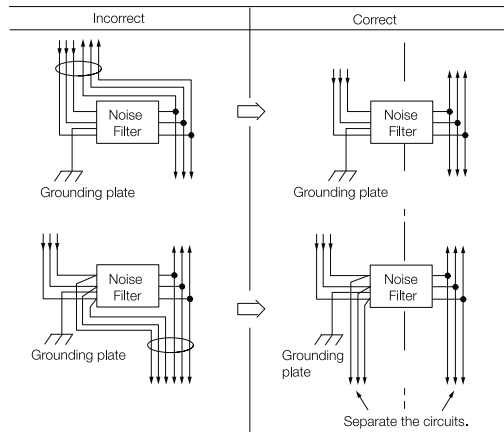 Incorrect
Correct
Noise
Filter
Grounding plate
Noise
Filter
Grounding plate
Noise
Filter
Grounding plate
Noise
Filter
Grounding
plate
Separate the circuits.